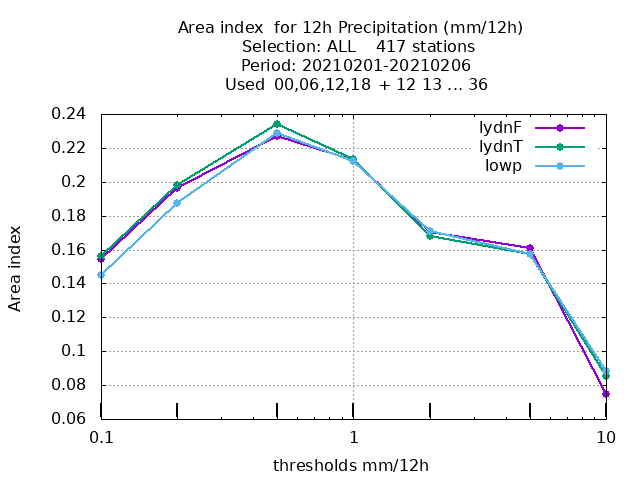 Area index  for 12h Precipitation (mm/12h)
Selection: ALL    417 stations
Period: 20210201-20210206
Used  00,06,12,18  + 12 13 ... 36
lydnF
lydnT
lowp
0.24
0.22
0.2
0.18
0.16
0.14
0.12
0.1
0.08
0.06
Area index
0.1
1
10
thresholds mm/12h